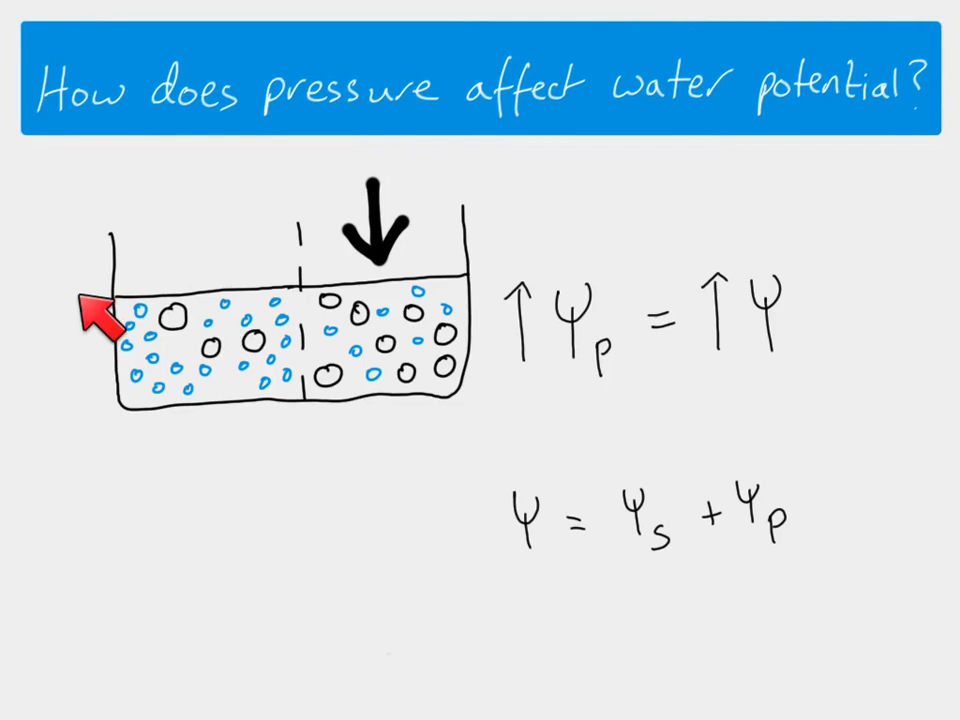 How does pressure affect water potential?
↑ Ψp = ↑ Ψ
Ψ = Ψs + Ψp